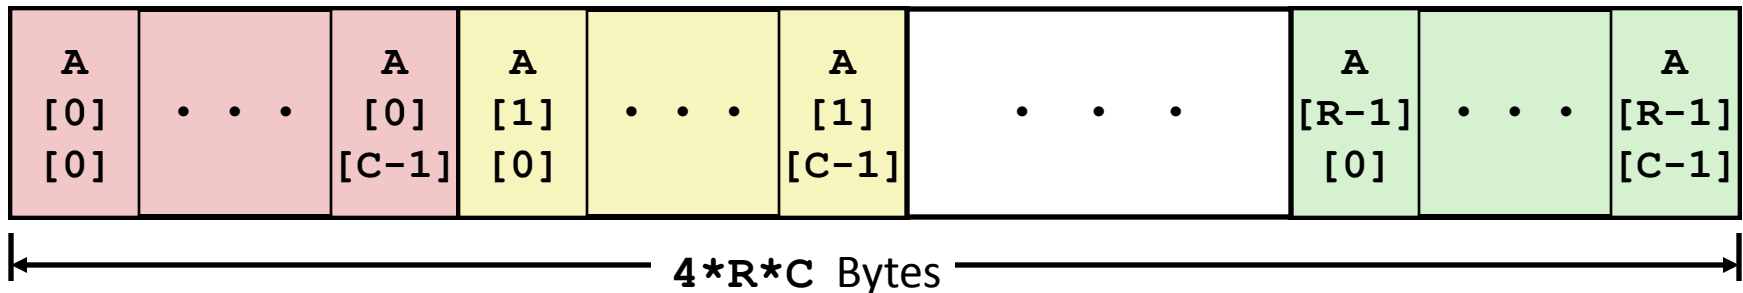 A A A A A A
[0] · · · [0] [1] · · · [1] · · · [R-1] · · · [R-1]
[0] [C-1] [0] [C-1] [0] [C-1]
4*R*C Bytes